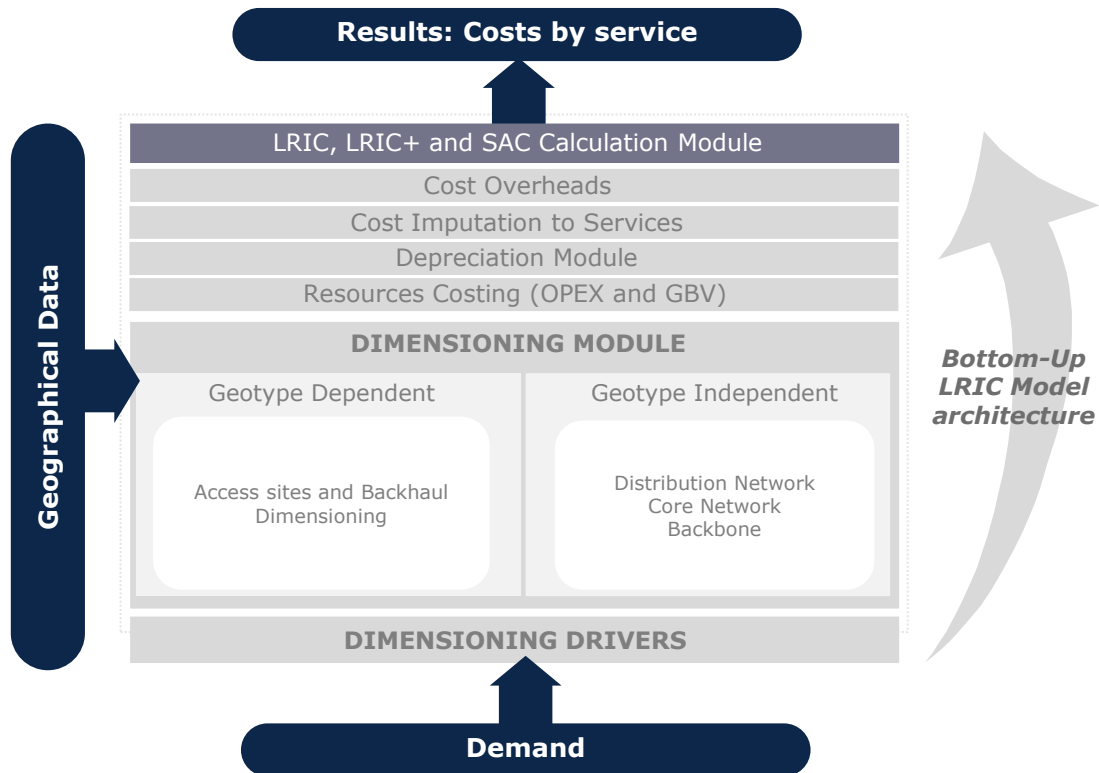 Results: Costs by service
LRIC, LRIC+ and SAC Calculation Module
Cost Overheads
Cost Imputation to Services
Depreciation Module
Resources Costing (OPEX and GBV)
DIMENSIONING MODULE
Geotype Dependent
Access sites and Backhaul
Dimensioning
Geotype Independent
Distribution Network
Core Network
Backbone
DIMENSIONING DRIVERS
Demand
Geographical Data
Bottom-Up
LRIC Model
architecture